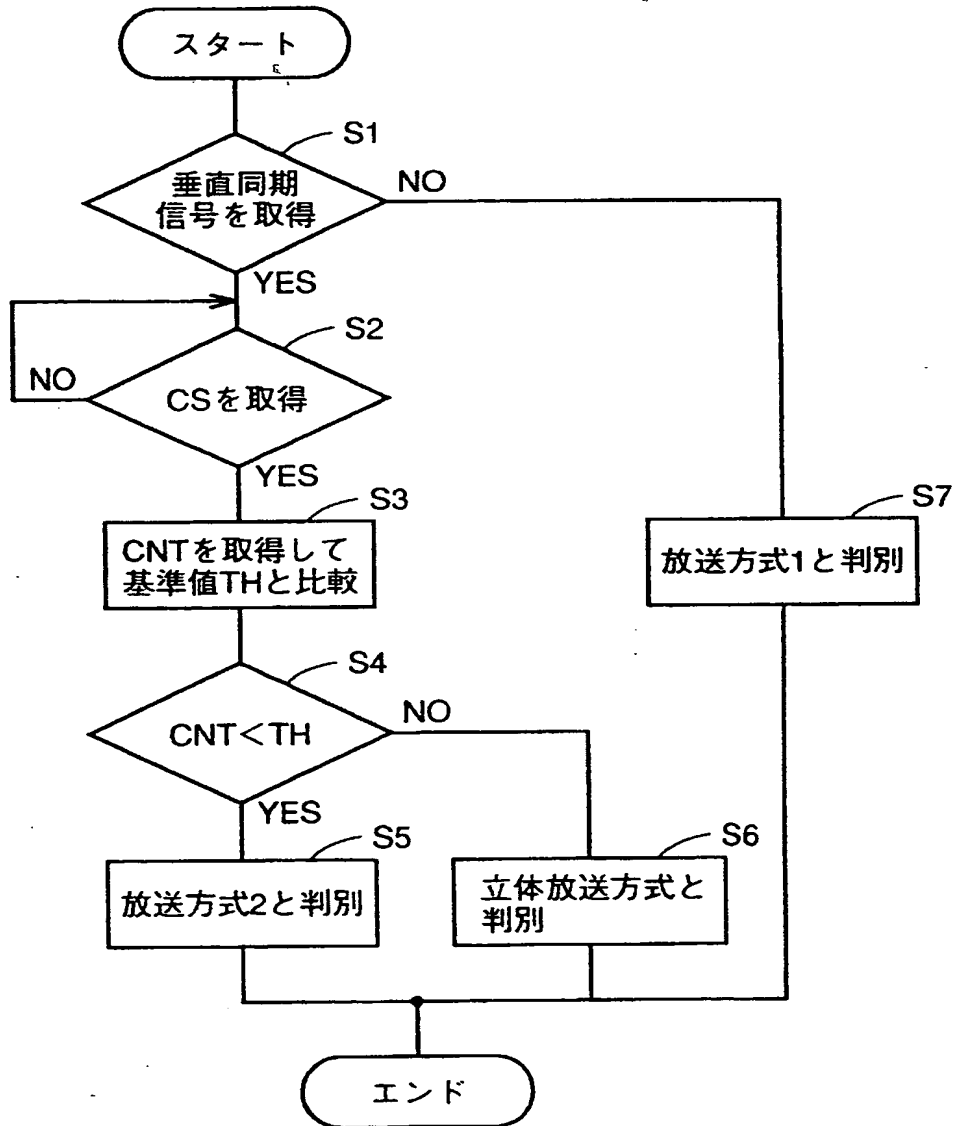 スタート
S1
垂直同期
信号を取得
NO
YES
S2
NO
CSを取得
YES
S3
CNTを取得して
基準値THと比較
S7
放送方式1と判別
S4
CNT<TH
NO
YES
S5
放送方式2と判別
S6
立体放送方式と
判別
エンド